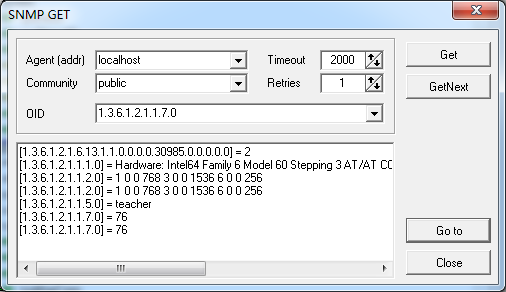 SNMP GET
Agent (addr) localhost Timeout 2000 Get
Community public Retries 1 GetNext
OID 1.3.6.1.2.1.1.7.0
[1.3.6.1.2.1.6.13.1.1.0.0.0.0.30985.0.0.0.0.0] = 2
[1.3.6.1.2.1.1.1.0] = Hardware: Intel64 Family 6 Model 60 Stepping 3 AT/AT CO
[1.3.6.1.2.1.1.2.0] = 1 0 0 768 3 0 0 1536 6 0 0 256
[1.3.6.1.2.1.1.2.0] = 1 0 0 768 3 0 0 1536 6 0 0 256
[1.3.6.1.2.1.1.5.0] = teacher
[1.3.6.1.2.1.1.7.0] = 76
[1.3.6.1.2.1.1.7.0] = 76
Go to
Close